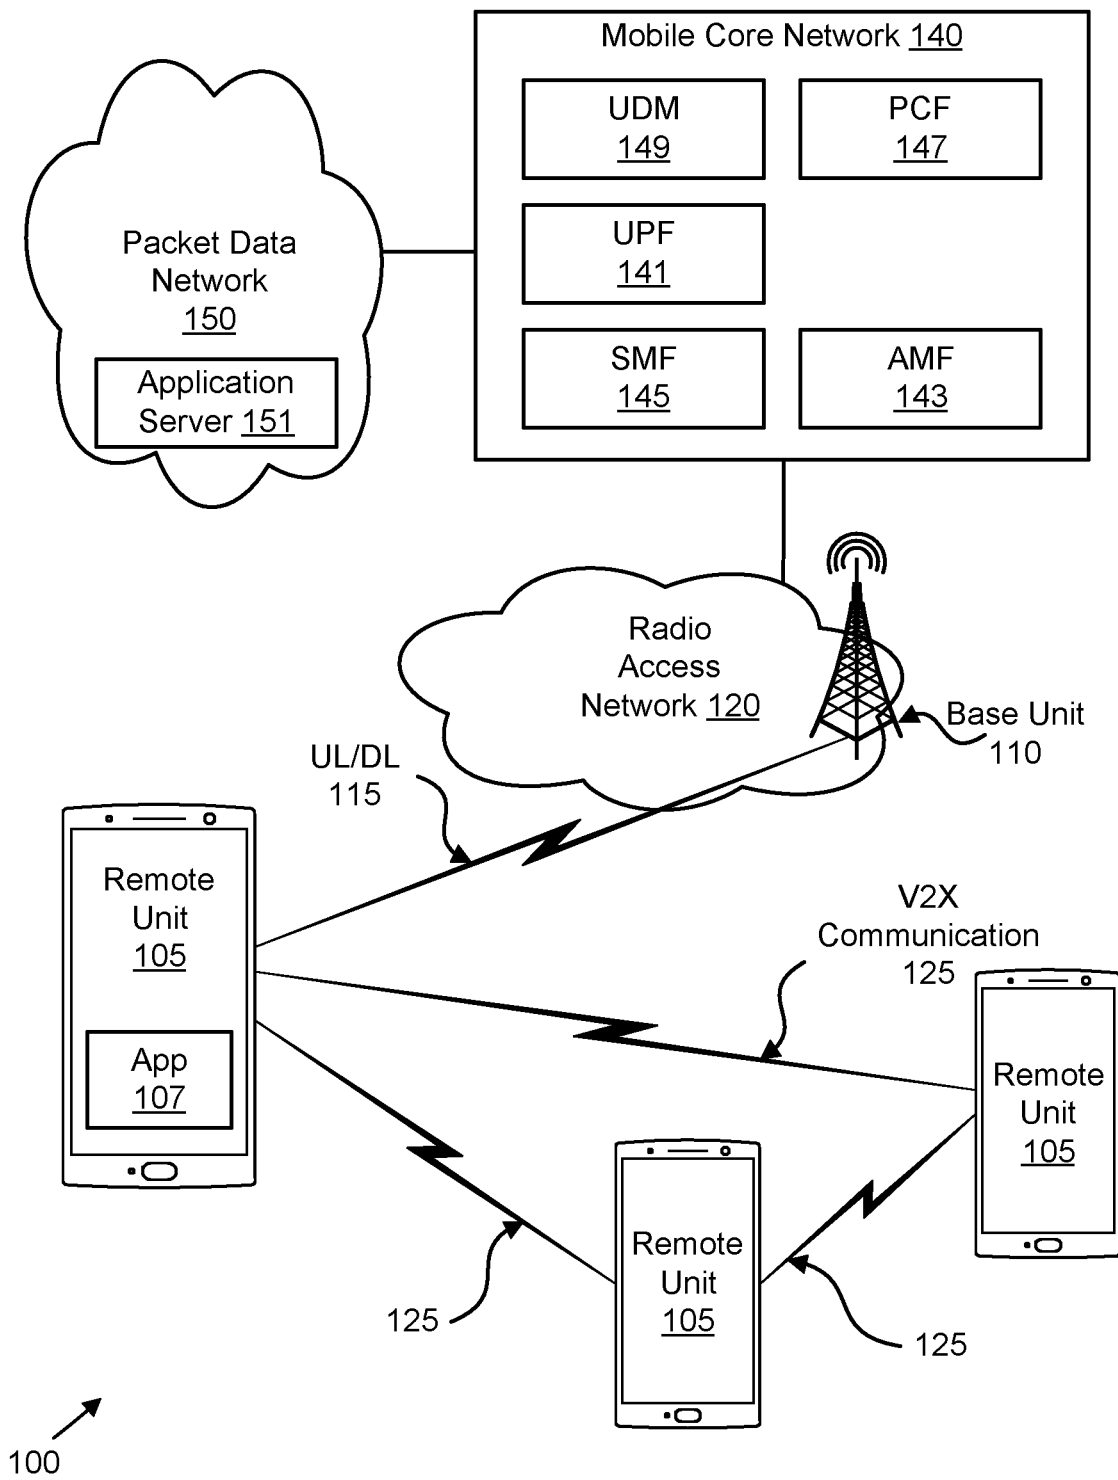 Mobile Core Network 140
UDM
149
PCF
147
UPF
141
SMF
145
AMF
143
Packet Data
Network
150
Application
Server 151
Radio
Access
Network 120
Base Unit
110
UL/DL
115
Remote
Unit
105
App
107
V2X
Communication
125
Remote
Unit
105
Remote
Unit
105
125
125
100